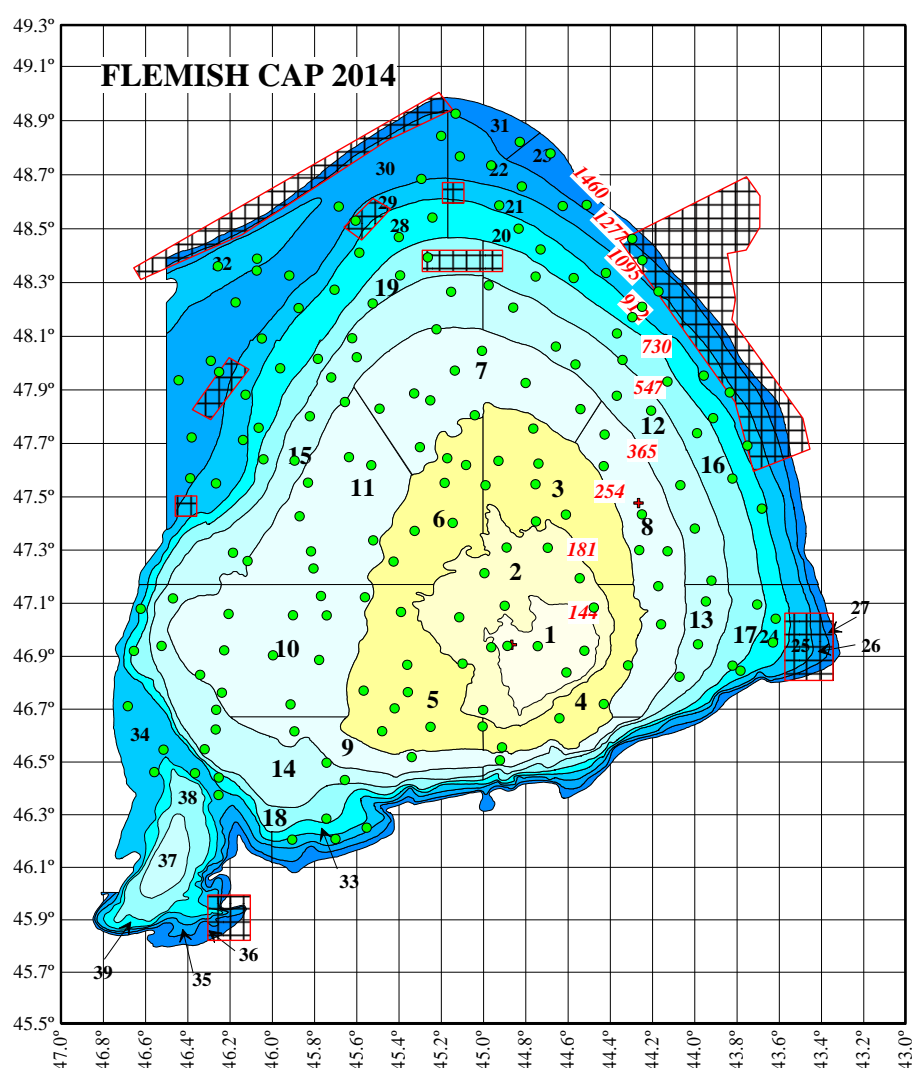 49.3º
49.1º
48.9º
48.7º
48.5º
48.3º
48.1º
47.9º
47.7º
47.5º
47.3º
47.1º
46.9º
46.7º
46.5º
46.3º
46.1º
45.9º
45.7º
45.5º
FLEMISH CAP 2014
31
23
30
22
1460
29
21
28
1277
20
32
1095
19
912
730
7
547
12
365
15
16
11
3
254
6
8
181
2
144
1
13
27
17
24
25
26
10
5
4
34
9
14
38
18
37
33
39
35
36
47.0º
46.8º
46.6º
46.4º
46.2º
46.0º
45.8º
45.6º
45.4º
45.2º
45.0º
44.8º
44.6º
44.4º
44.2º
44.0º
43.8º
43.6º
43.4º
43.2º
43.0º